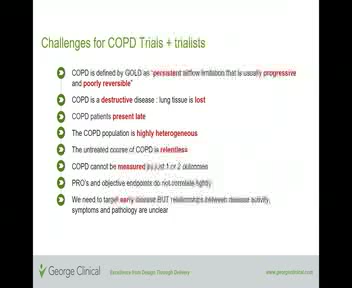 Challenges for COPD Trials + trialists
COPD is defined by GOLD as "persistent airflow limitation that is usually progressive
and poorly reversible"
COPD is a destructive disease : lung tissue is lost
COPD patients present late
The COPD population is highly heterogeneous
The untreated course of COPD is relentless
COPD cannot be measured by just 1 or 2 outcomes
PRO's and objective endpoints do not correlate tightly
We need to target early disease BUT relationships between disease activity,
symptoms and pathology are unclear
George Clinical
Excellence from Design Through Delivery
www.georgeclinical.com